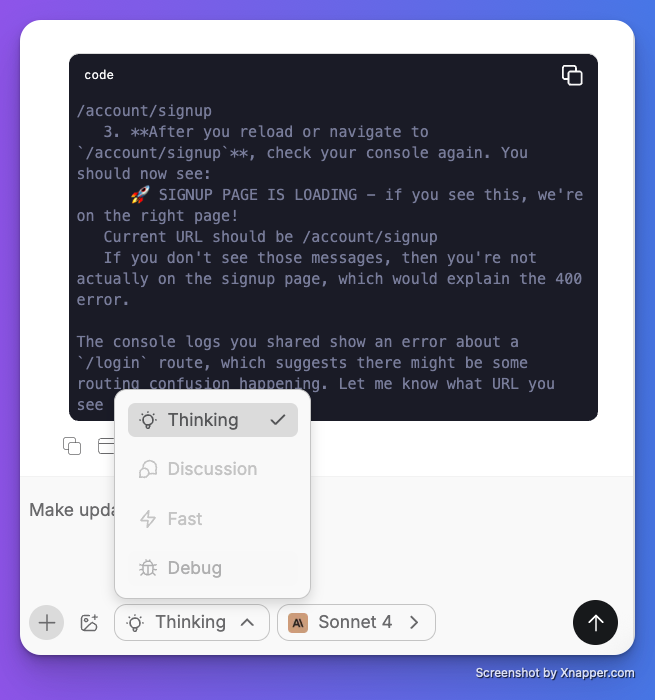 code
/account/signup
3. **After you reload or navigate to
`/account/signup`**, check your console again. You
should now see:
🚀 SIGNUP PAGE IS LOADING - if you see this, we're
on the right page!
Current URL should be /account/signup
If you don't see those messages, then you're not
actually on the signup page, which would explain the 400
error.
The console logs you shared show an error about a
`/login` route, which suggests there might be some
routing confusion happening. Let me know what URL you
see
Thinking
Discussion
Fast
Debug
Make upda
Thinking
A\ Sonnet 4
Screenshot by Xnapper.com